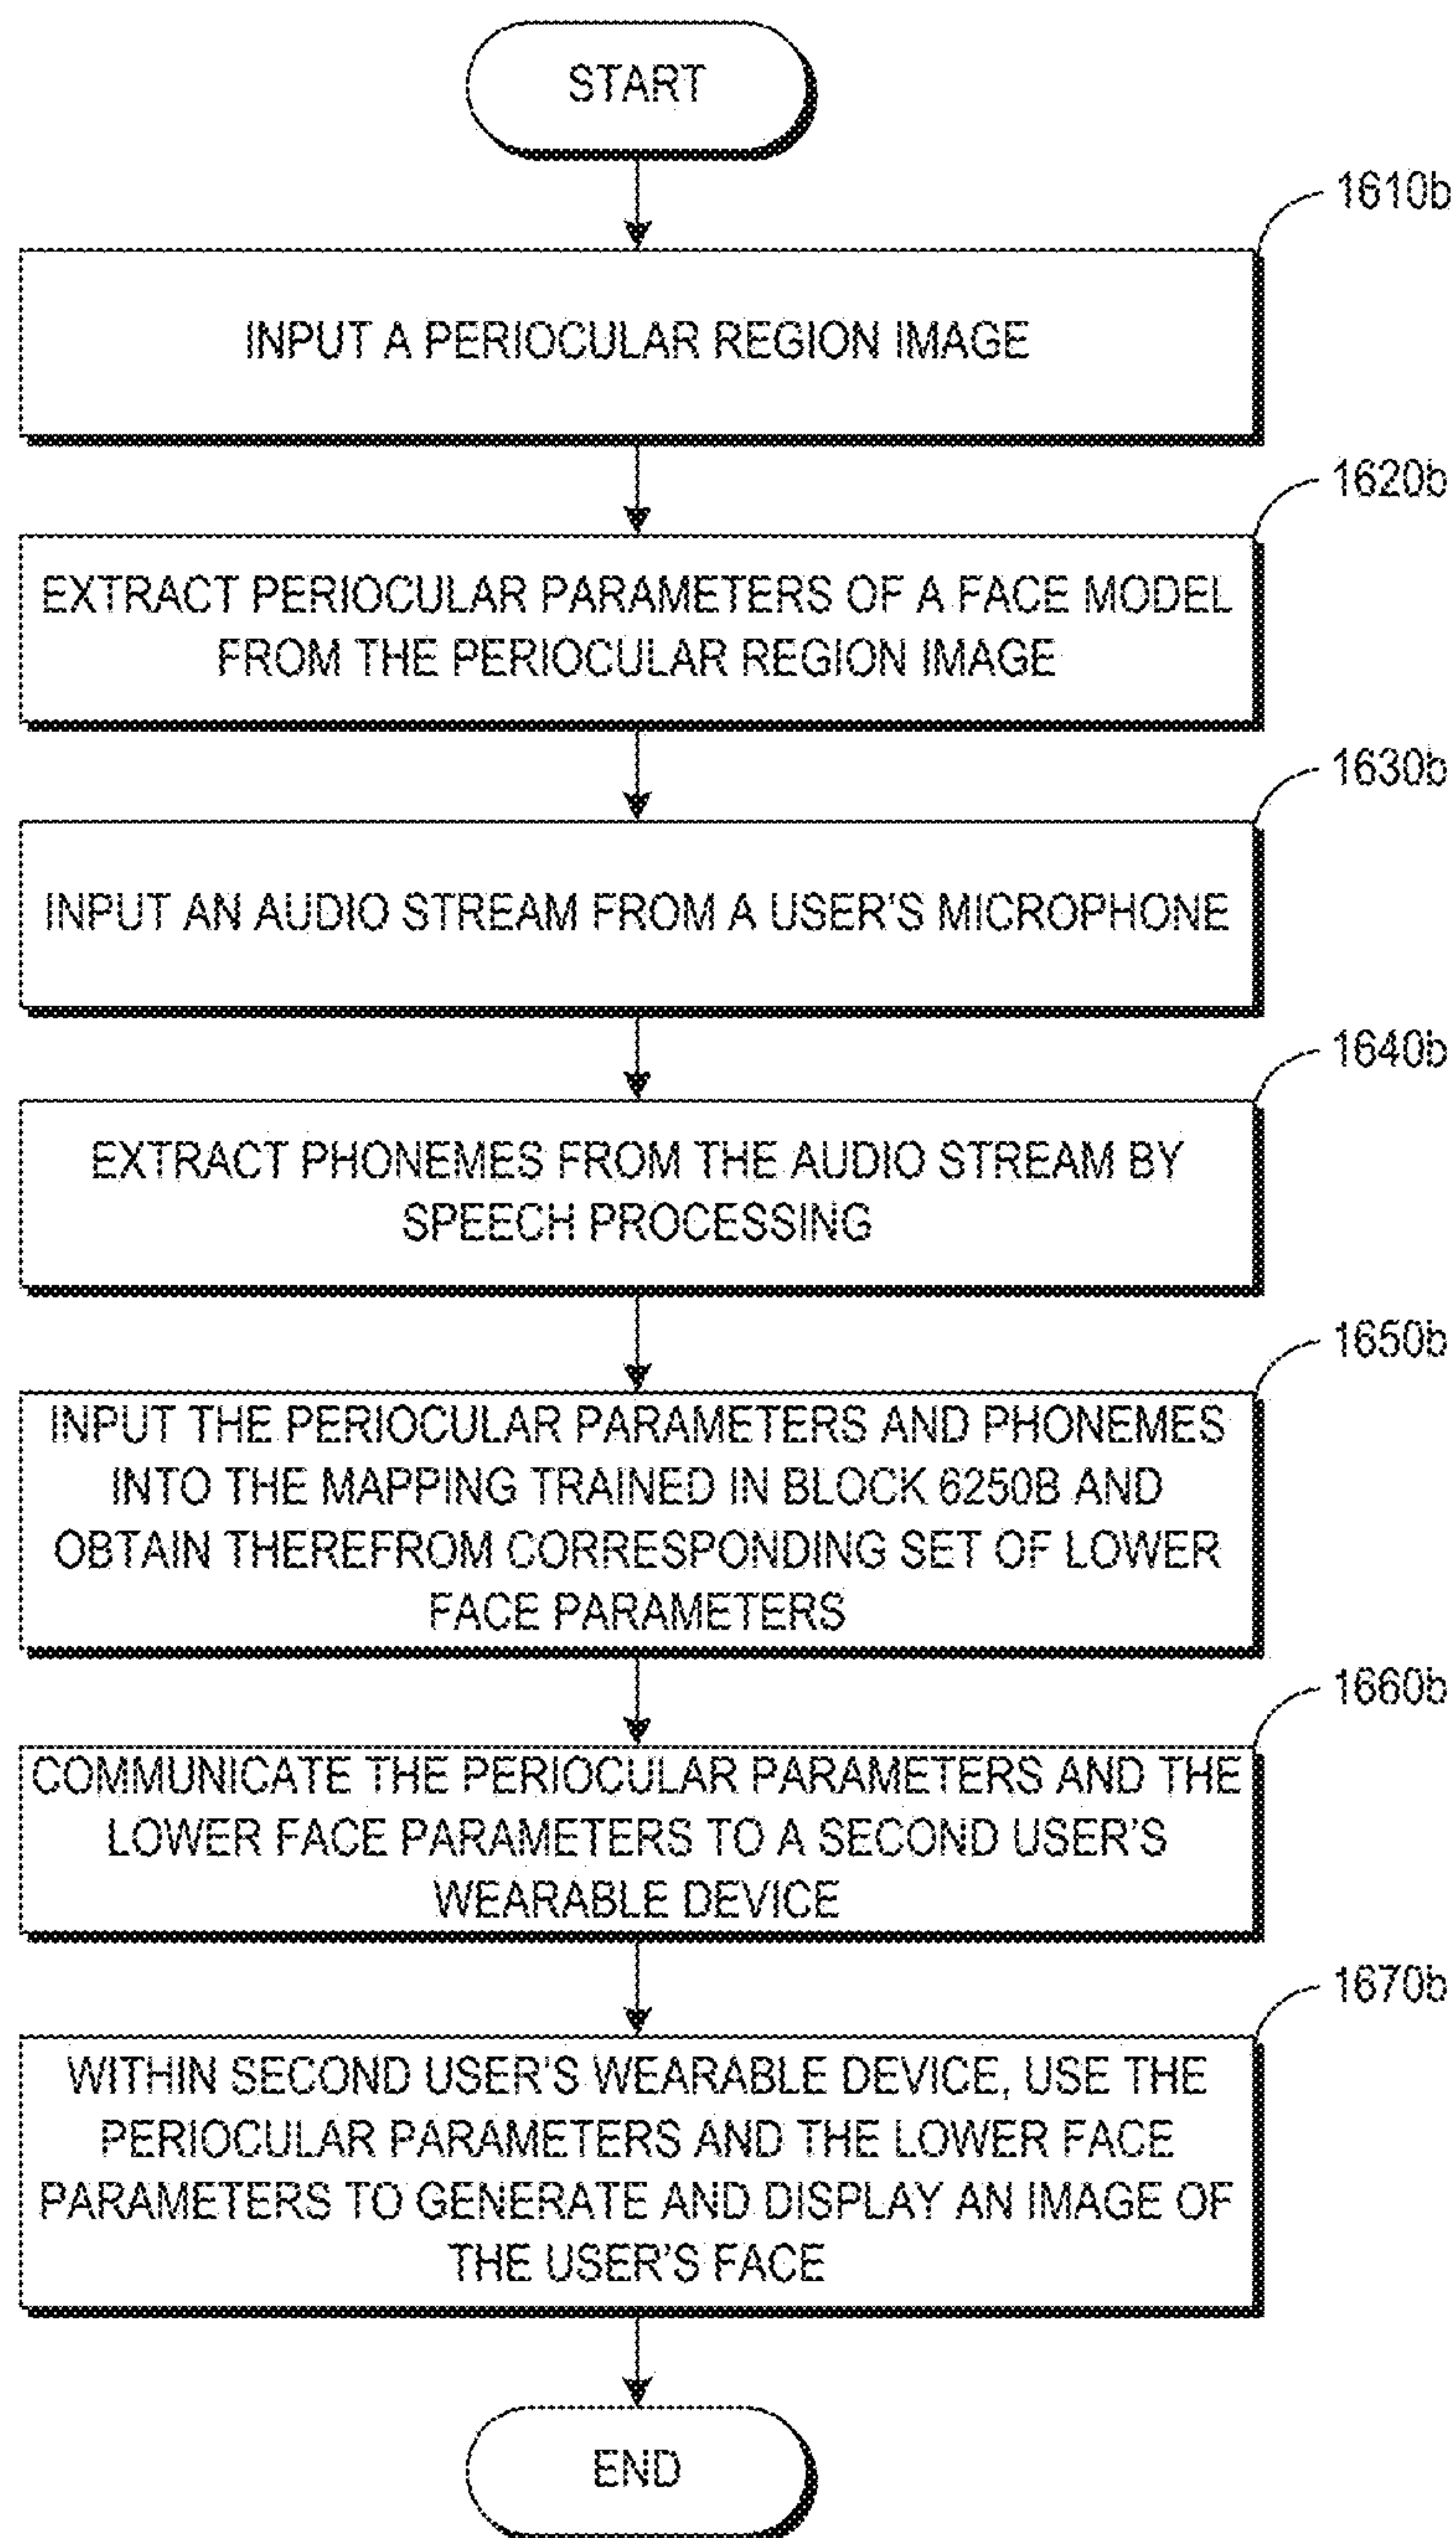 START
1610b
INPUT A PERIOCULAR REGION IMAGE
1620b
EXTRACT PERIOCULAR PARAMETERS OF A FACE MODEL
FROM THE PERIOCULAR REGION IMAGE
1630b
INPUT AN AUDIO STREAM FROM A USER'S MICROPHONE
1640b
EXTRACT PHONEMES FROM THE AUDIO STREAM BY
SPEECH PROCESSING
1650b
INPUT THE PERIOCULAR PARAMETERS AND PHONEMES
INTO THE MAPPING TRAINED IN BLOCK 6250B AND
OBTAIN THEREFROM CORRESPONDING SET OF LOWER
FACE PARAMETERS
1660b
COMMUNICATE THE PERIOCULAR PARAMETERS AND THE
LOWER FACE PARAMETERS TO A SECOND USER'S
WEARABLE DEVICE
1670b
WITHIN SECOND USER'S WEARABLE DEVICE, USE THE
PERIOCULAR PARAMETERS AND THE LOWER FACE
PARAMETERS TO GENERATE AND DISPLAY AN IMAGE OF
THE USER'S FACE
END